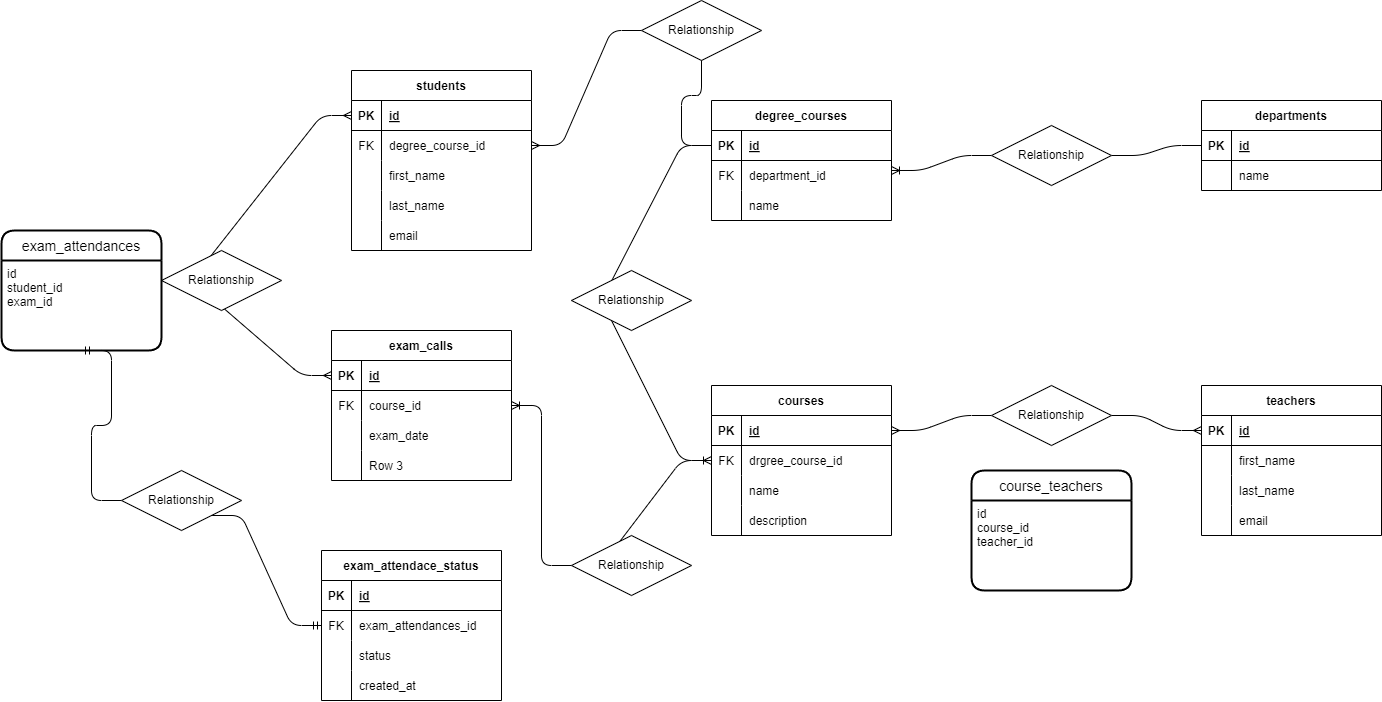 Relationship
students
PK id
FK degree_course_id
first_name
last_name
email
degree_courses
PK id
FK department_id
name
Relationship
departments
PK id
name
exam_attendances
id
student_id
exam_id
Relationship
Relationship
exam_calls
PK id
FK course_id
exam_date
Row 3
courses
PK id
FK drgree_course_id
name
description
Relationship
teachers
PK id
first_name
last_name
email
course_teachers
id
course_id
teacher_id
Relationship
Relationship
exam_attendace_status
PK id
FK exam_attendances_id
status
created_at